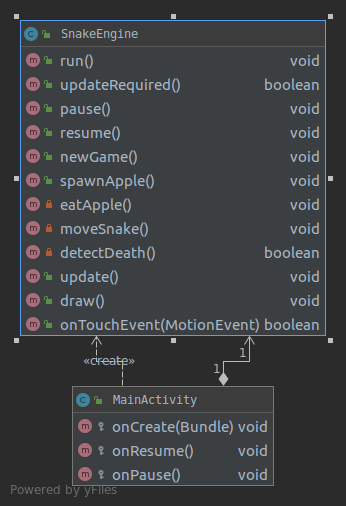 SnakeEngine
run() void
updateRequired() boolean
pause() void
resume() void
newGame() void
spawnApple() void
eatApple() void
moveSnake() void
detectDeath() boolean
update() void
draw() void
onTouchEvent(MotionEvent) boolean
1
«create»
1
MainActivity
onCreate(Bundle) void
onResume() void
onPause() void
Powered by yFiles